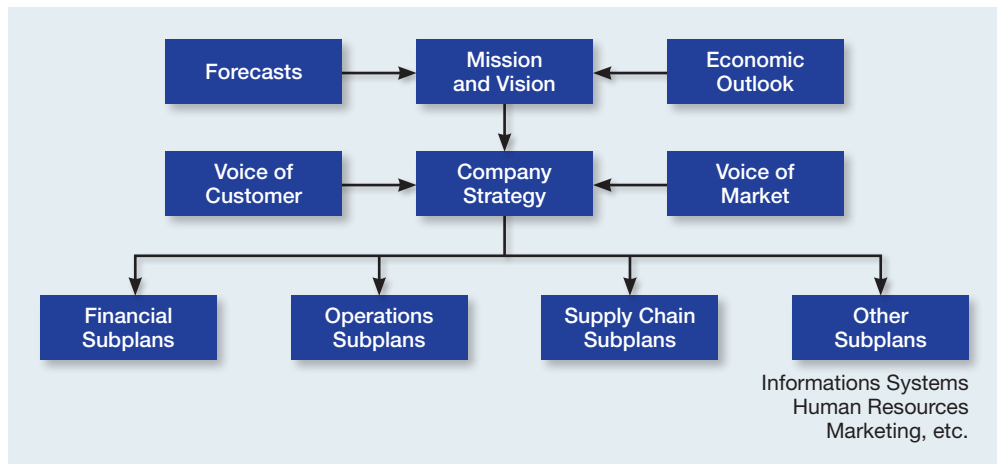 Forecasts
Mission
and Vision
Economic
Outlook
Voice of
Customer
Company
Strategy
Voice of
Market
Financial
Subplans
Operations
Subplans
Supply Chain
Subplans
Other
Subplans
Informations Systems
Human Resources
Marketing, etc.